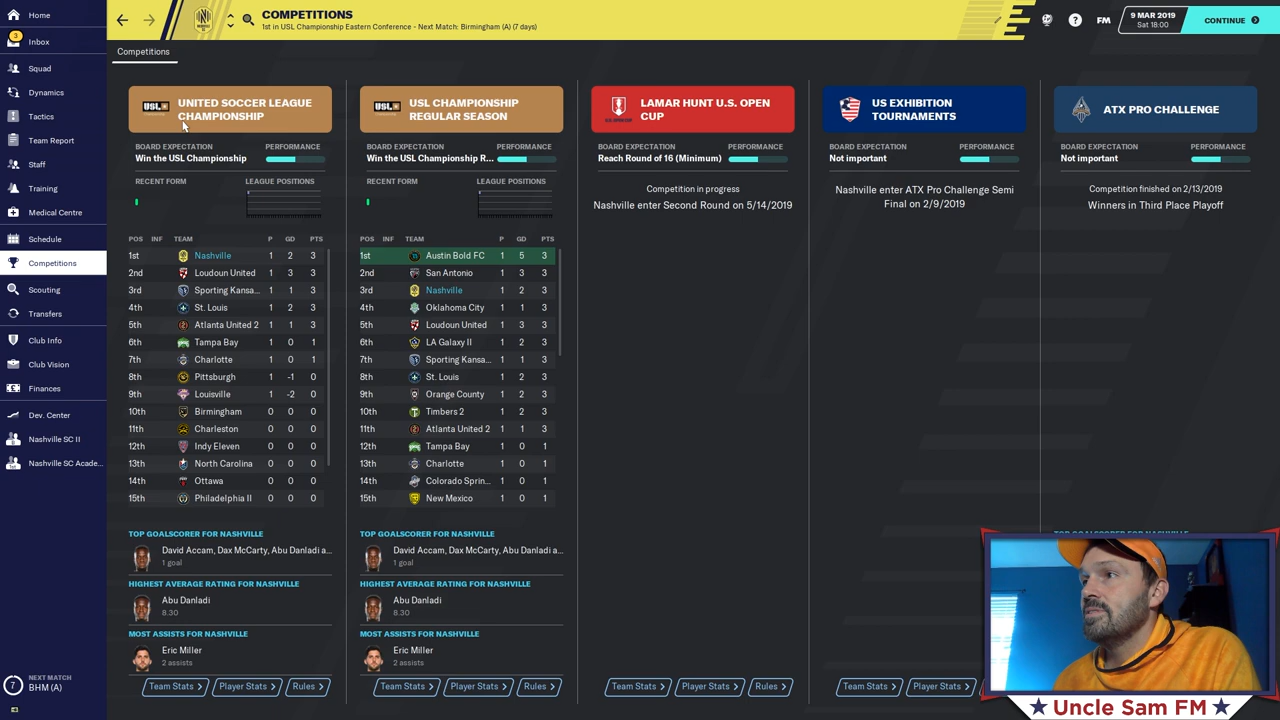 Home
COMPETITIONS
1st in USL Championship Eastern Conference • Next Match: Birmingham (A) (7 days)
?
FM
9 MAR 2019
Sat 18:00
CONTINUE
3
Inbox
Squad
Dynamics
Tactics
Team Report
Staff
Training
Medical Centre
Schedule
Competitions
Scouting
Transfers
Club Info
Club Vision
Finances
Dev. Center
Nashville SC II
Nashville SC Acade...
NEXT MATCH
7
BHM (A)
Competitions
USL
UNITED SOCCER LEAGUE
CHAMPIONSHIP
BOARD EXPECTATION
PERFORMANCE
Win the USL Championship
RECENT FORM
LEAGUE POSITIONS
POS INF TEAM P GD PTS
1st Nashville 1 2 3
2nd Loudoun United 1 3 3
3rd Sporting Kansa... 1 1 3
4th St. Louis 1 2 3
5th Atlanta United 2 1 1 3
6th Tampa Bay 1 0 1
7th Charlotte 1 0 1
8th Pittsburgh 1 -1 0
9th Louisville 1 -2 0
10th Birmingham 0 0 0
11th Charleston 0 0 0
12th Indy Eleven 0 0 0
13th North Carolina 0 0 0
14th Ottawa 0 0 0
15th Philadelphia II 0 0 0
TOP GOALSCORER FOR NASHVILLE
David Accam, Dax McCarty, Abu Danladi a...
1 goal
HIGHEST AVERAGE RATING FOR NASHVILLE
Abu Danladi
8.30
MOST ASSISTS FOR NASHVILLE
Eric Miller
2 assists
Team Stats
Player Stats
Rules
USL
USL CHAMPIONSHIP
REGULAR SEASON
BOARD EXPECTATION
PERFORMANCE
Win the USL Championship R...
RECENT FORM
LEAGUE POSITIONS
POS INF TEAM P GD PTS
1st Austin Bold FC 1 5 3
2nd San Antonio 1 3 3
3rd Nashville 1 2 3
4th Oklahoma City 1 1 3
5th Loudoun United 1 3 3
6th LA Galaxy II 1 2 3
7th Sporting Kansa... 1 1 3
8th St. Louis 1 2 3
9th Orange County 1 2 3
10th Timbers 2 1 2 3
11th Atlanta United 2 1 1 3
12th Tampa Bay 1 0 1
13th Charlotte 1 0 1
14th Colorado Sprin... 1 0 1
15th New Mexico 1 0 1
TOP GOALSCORER FOR NASHVILLE
David Accam, Dax McCarty, Abu Danladi a...
1 goal
HIGHEST AVERAGE RATING FOR NASHVILLE
Abu Danladi
8.30
MOST ASSISTS FOR NASHVILLE
Eric Miller
2 assists
Team Stats
Player Stats
Rules
LAMAR HUNT U.S. OPEN
CUP
BOARD EXPECTATION
PERFORMANCE
Reach Round of 16 (Minimum)
Competition in progress
Nashville enter Second Round on 5/14/2019
Team Stats
Player Stats
Rules
US EXHIBITION
TOURNAMENTS
BOARD EXPECTATION
PERFORMANCE
Not important
Nashville enter ATX Pro Challenge Semi
Final on 2/9/2019
Team Stats
Player Stats
ATX PRO CHALLENGE
BOARD EXPECTATION
PERFORMANCE
Not important
Competition finished on 2/13/2019
Winners in Third Place Playoff
TOP GOALSCORER FOR NASHVILLE
Uncle Sam FM